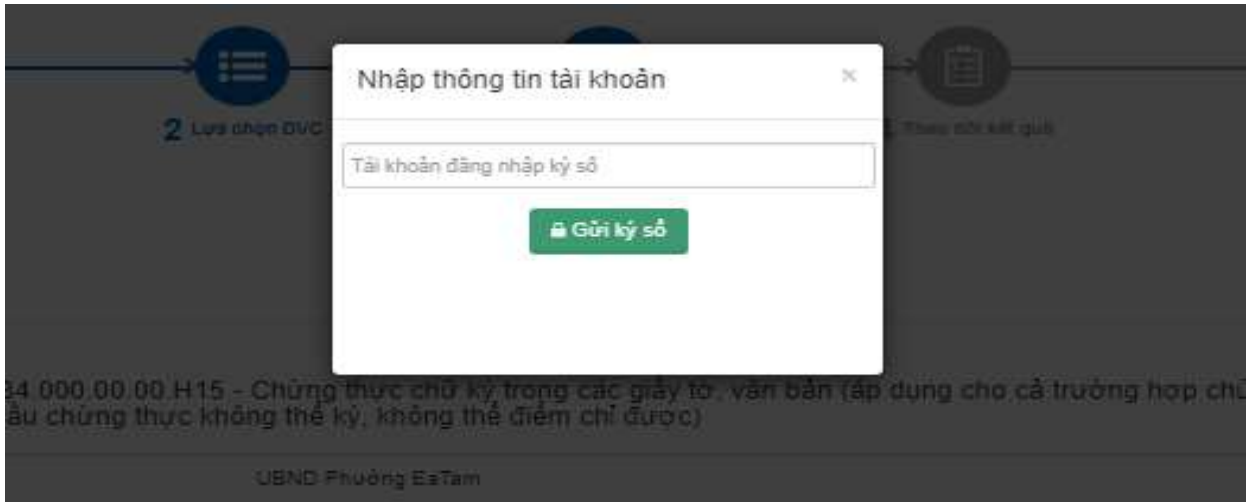 Nhập thông tin tài khoản
×
2 Lựa chọn DVC
Theo dõi kết quả
Tài khoản đăng nhập ký số
Gửi ký số
34.000.00.00.H15 - Chứng thực chữ ký trong các giấy tờ, văn bản (áp dụng cho cả trường hợp
chứng thực không thể ký, không thể điểm chỉ được)
UBND Phường EaTam